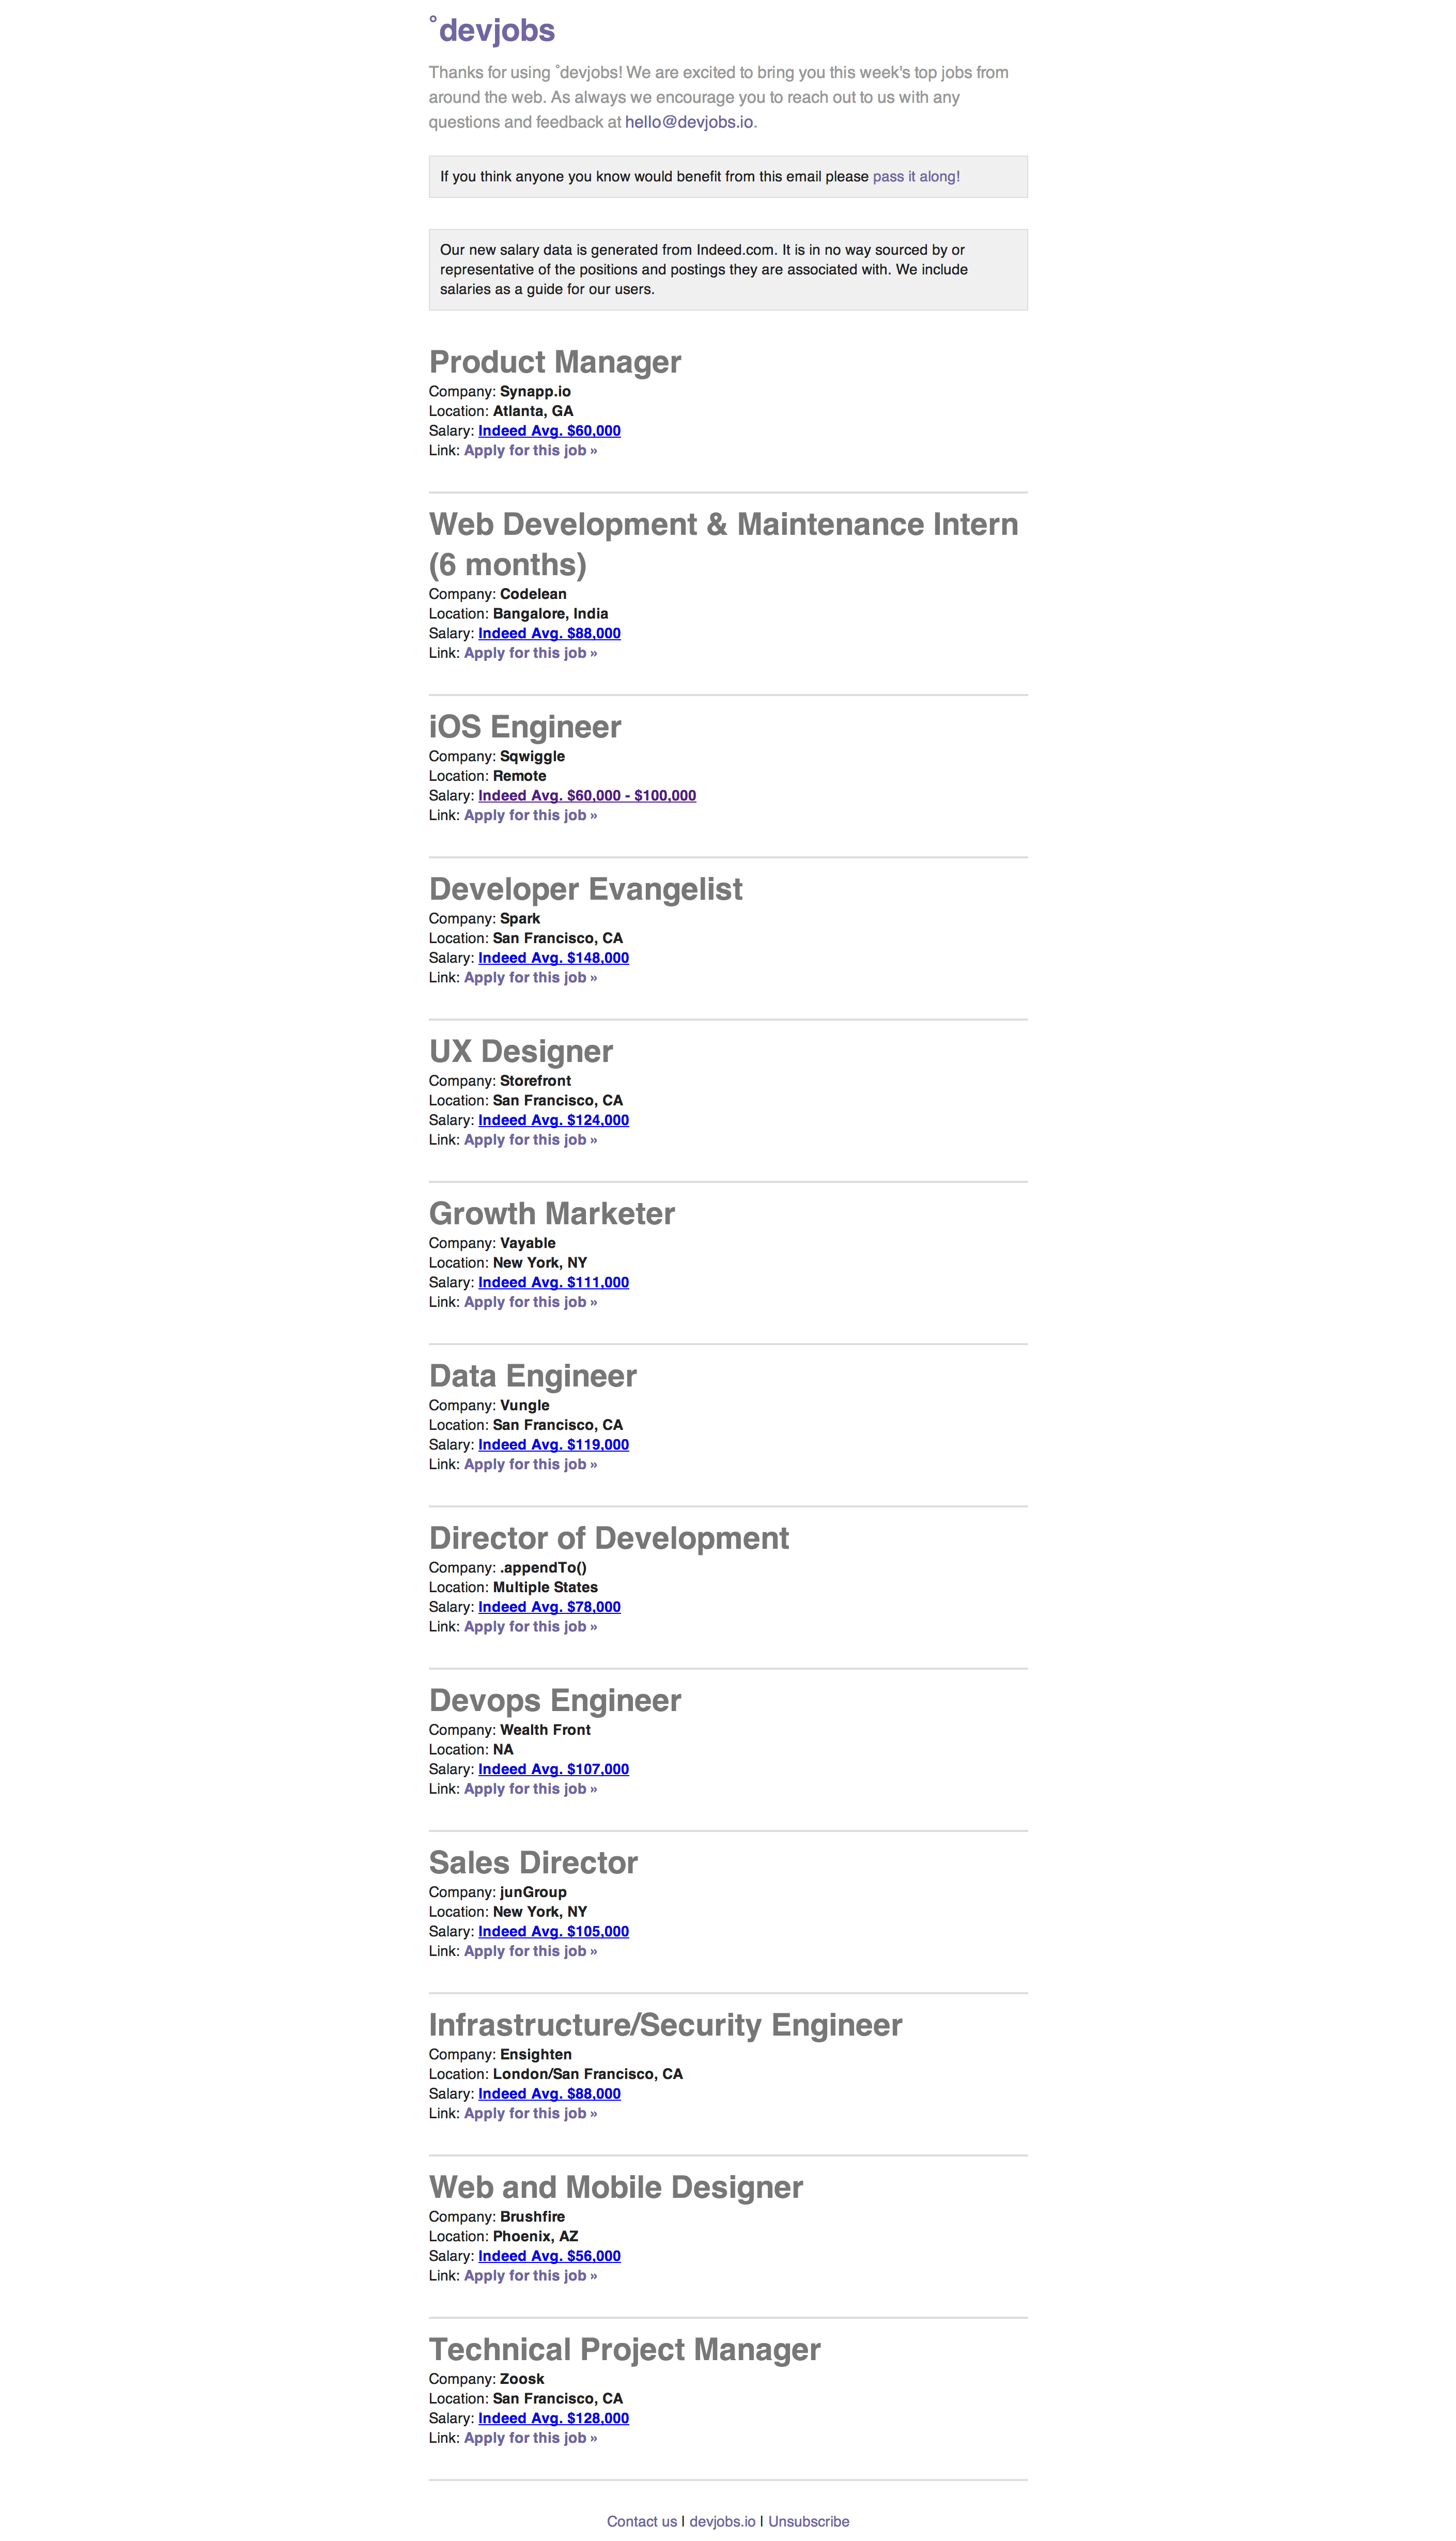 °devjobs
Thanks for using °devjobs! We are excited to bring you this week's top jobs from
around the web. As always we encourage you to reach out to us with any
questions and feedback at hello@devjobs.io.
If you think anyone you know would benefit from this email please pass it along!
Our new salary data is generated from Indeed.com. It is in no way sourced by or
representative of the positions and postings they are associated with. We include
salaries as a guide for our users.
Product Manager
Company: Synapp.io
Location: Atlanta, GA
Salary: Indeed Avg. $60,000
Link: Apply for this job »
Web Development & Maintenance Intern
(6 months)
Company: Codelean
Location: Bangalore, India
Salary: Indeed Avg. $88,000
Link: Apply for this job »
iOS Engineer
Company: Sqwiggle
Location: Remote
Salary: Indeed Avg. $60,000 - $100,000
Link: Apply for this job »
Developer Evangelist
Company: Spark
Location: San Francisco, CA
Salary: Indeed Avg. $148,000
Link: Apply for this job »
UX Designer
Company: Storefront
Location: San Francisco, CA
Salary: Indeed Avg. $124,000
Link: Apply for this job »
Growth Marketer
Company: Vayable
Location: New York, NY
Salary: Indeed Avg. $111,000
Link: Apply for this job »
Data Engineer
Company: Vungle
Location: San Francisco, CA
Salary: Indeed Avg. $119,000
Link: Apply for this job »
Director of Development
Company: .appendTo()
Location: Multiple States
Salary: Indeed Avg. $78,000
Link: Apply for this job »
Devops Engineer
Company: Wealth Front
Location: NA
Salary: Indeed Avg. $107,000
Link: Apply for this job »
Sales Director
Company: junGroup
Location: New York, NY
Salary: Indeed Avg. $105,000
Link: Apply for this job »
Infrastructure/Security Engineer
Company: Ensighten
Location: London/San Francisco, CA
Salary: Indeed Avg. $88,000
Link: Apply for this job »
Web and Mobile Designer
Company: Brushfire
Location: Phoenix, AZ
Salary: Indeed Avg. $56,000
Link: Apply for this job »
Technical Project Manager
Company: Zoosk
Location: San Francisco, CA
Salary: Indeed Avg. $128,000
Link: Apply for this job »
Contact us | devjobs.io | Unsubscribe